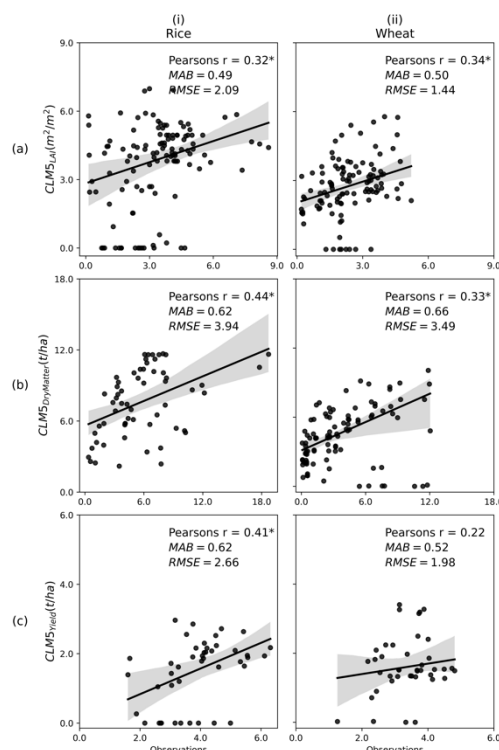 (i)
Rice
(ii)
Wheat
(a)
CLM5LAI(m²/m²)
9.0
6.0
3.0
0.0
Pearsons r = 0.32*
MAB = 0.49
RMSE = 2.09
0.0 3.0 6.0 9.0
Pearsons r = 0.34*
MAB = 0.50
RMSE = 1.44
0.0 3.0 6.0 9.0
(b)
CLM5DryMatter(t/ha)
18.0
12.0
6.0
0.0
Pearsons r = 0.44*
MAB = 0.62
RMSE = 3.94
0.0 6.0 12.0 18.0
Pearsons r = 0.33*
MAB = 0.66
RMSE = 3.49
0.0 6.0 12.0 18.0
(c)
CLM5Yield(t/ha)
6.0
4.0
2.0
0.0
Pearsons r = 0.41*
MAB = 0.62
RMSE = 2.66
0.0 2.0 4.0 6.0
Observations
Pearsons r = 0.22
MAB = 0.52
RMSE = 1.98
0.0 2.0 4.0 6.0
Observations